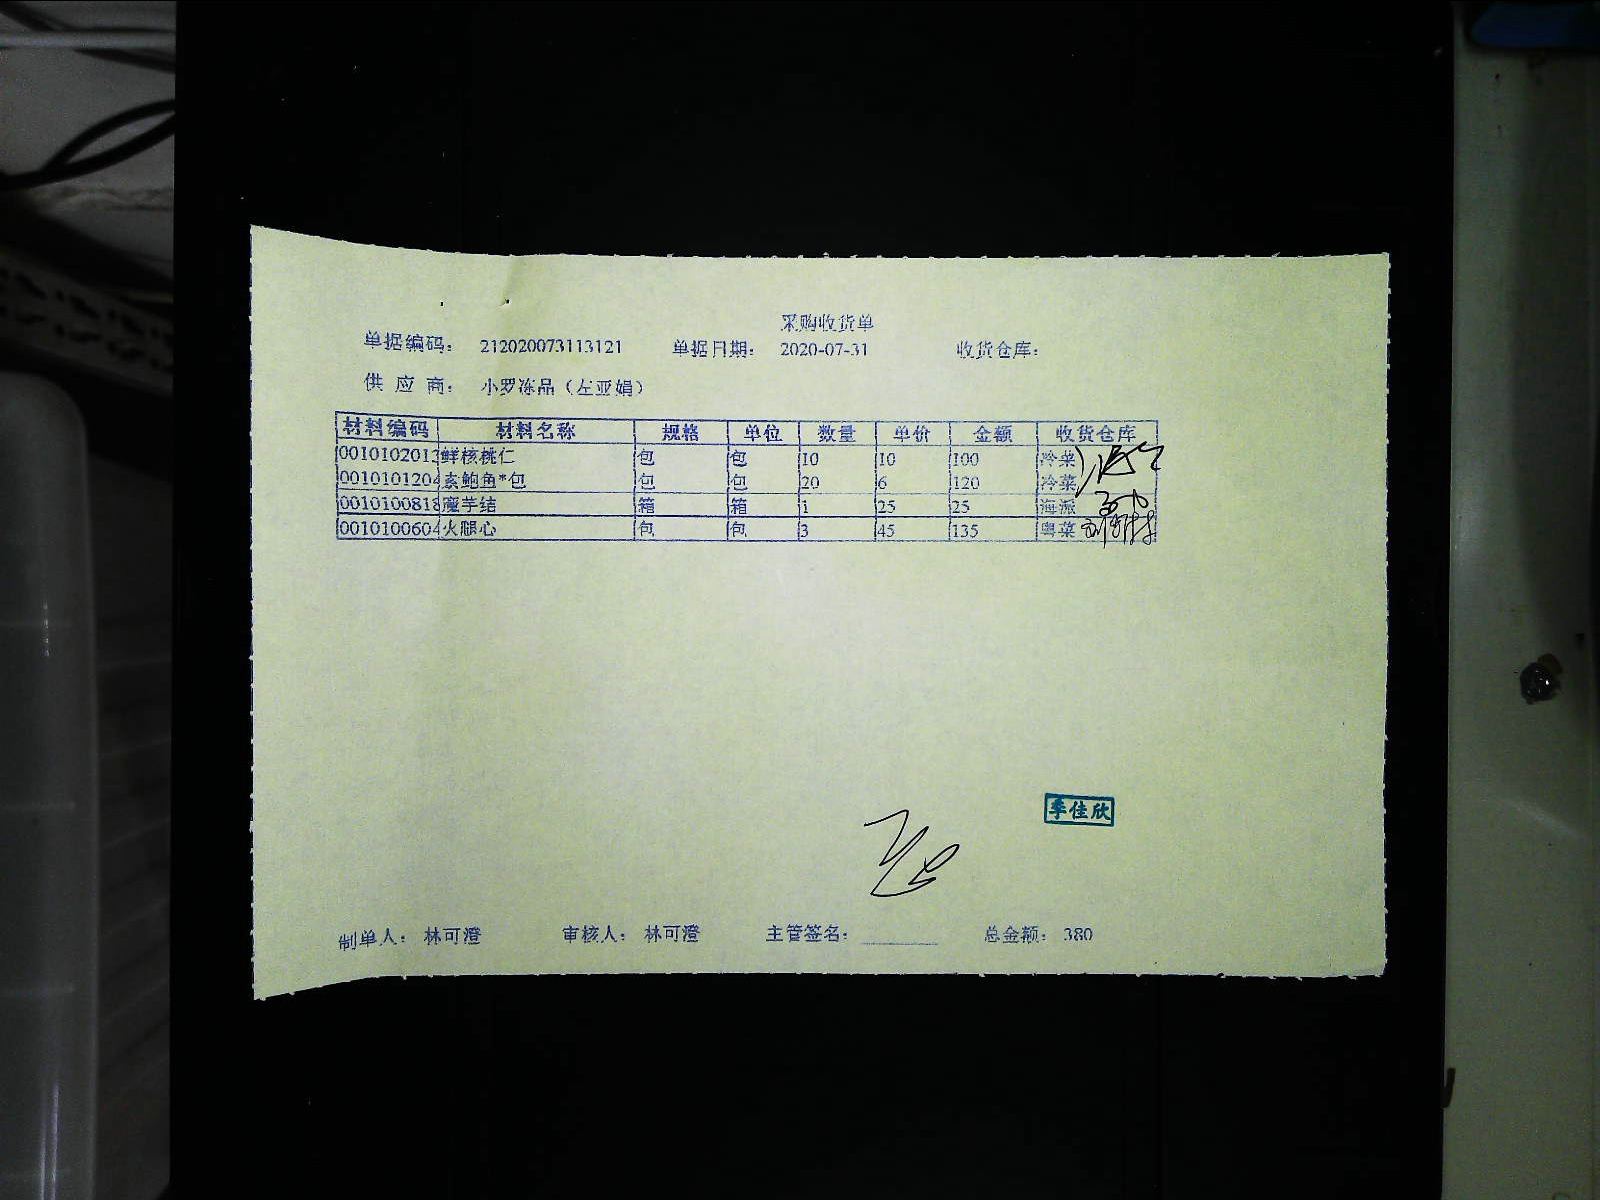 采购收货单
单据编码： 212020073113121 单据日期： 2020-07-31 收货仓库：
供 应 商： 小罗冻品（左亚娟）
材料编码 材料名称 规格 单位 数量 单价 金额 收货仓库
0010102013 鲜核桃仁 包 包 10 10 100 冷菜
0010101204 素鲍鱼*包 包 包 20 6 120 冷菜
0010100818 魔芋结 箱 箱 1 25 25 海派
0010100604 火腿心 包 包 3 45 135 粤菜
季佳欣
制单人： 林可澄 审核人： 林可澄 主管签名： 总金额： 380